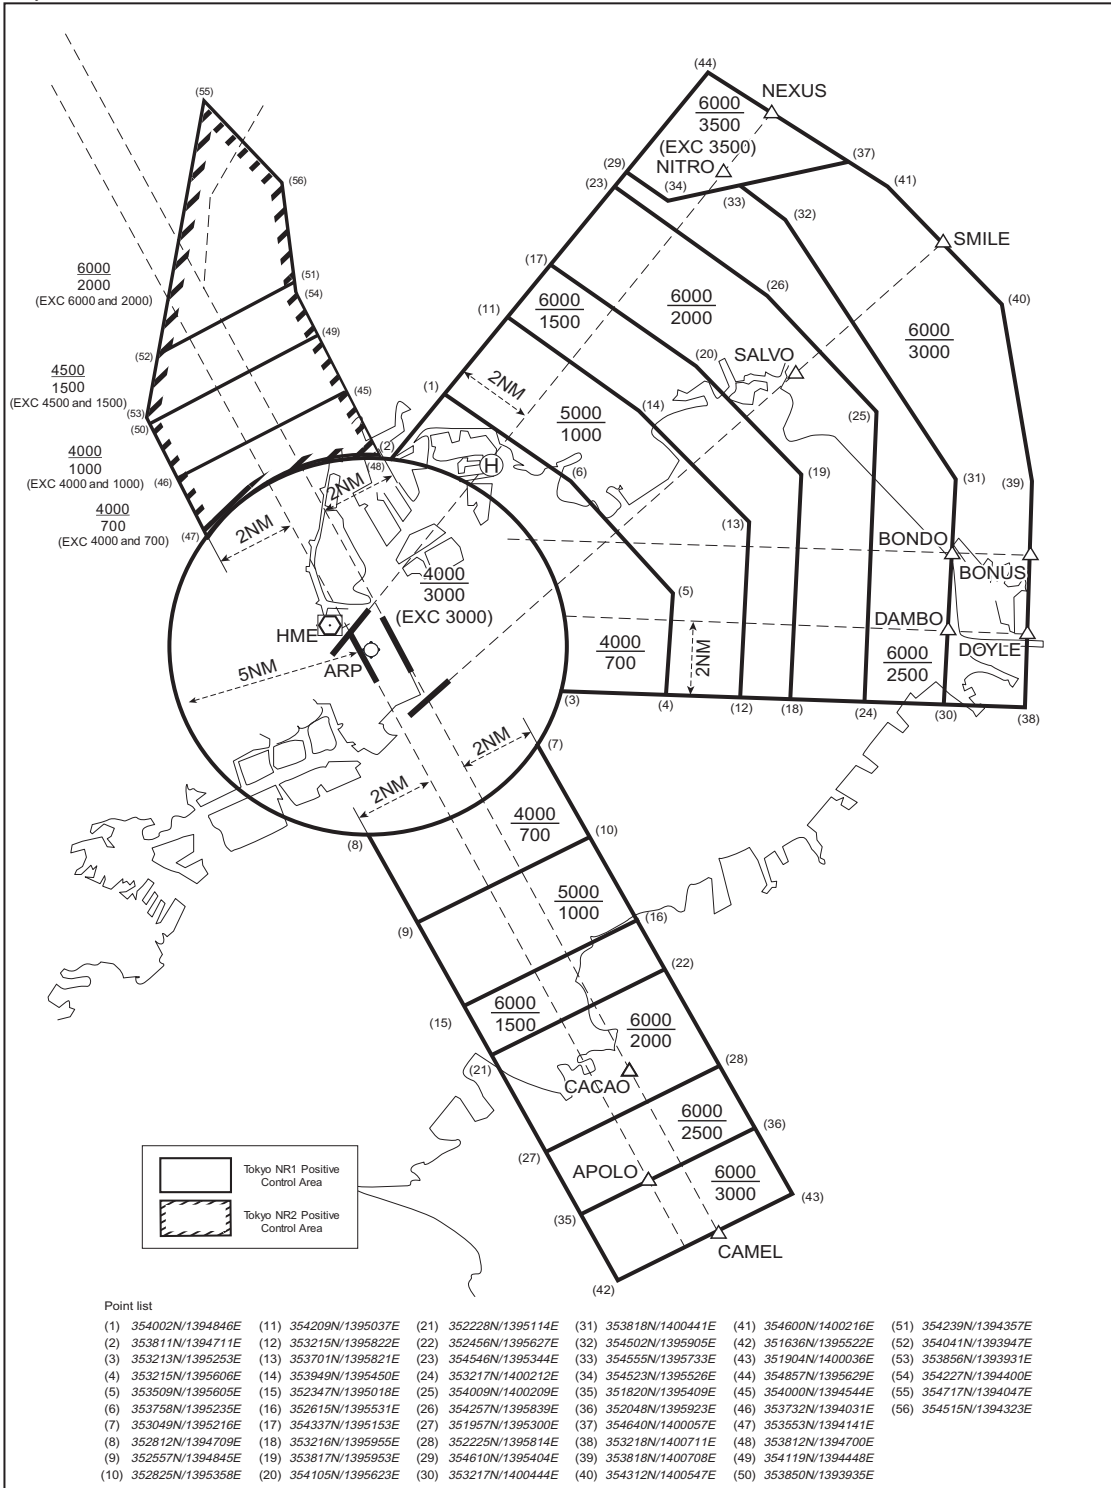 (44)
NEXUS
6000
3500
(EXC 3500)
NITRO
(55)
(29)
(23)
(34)
(33)
(37)
(41)
(32)
(56)
SMILE
6000
2000
(EXC 6000 and 2000)
(51)
(54)
(17)
(26)
(40)
6000
1500
6000
2000
6000
3000
(11)
(49)
(52)
SALVO
(20)
4500
1500
(EXC 4500 and 1500)
(45)
(1)
2NM
(53)
(50)
5000
1000
(14)
(25)
4000
1000
(EXC 4000 and 1000)
(46)
(2)
(48)
H
(6)
(19)
(31)
(39)
4000
700
(EXC 4000 and 700)
(47)
2NM
2NM
(13)
BONDO
BONUS
4000
3000
(EXC 3000)
(5)
HME
ARP
5NM
4000
700
2NM
DAMBO
DOYLE
6000
2500
(3)
(4)
(12)
(18)
(24)
(30)
(38)
2NM
(7)
2NM
(8)
4000
700
(10)
5000
1000
(9)
(16)
(22)
6000
1500
(15)
6000
2000
(21)
CACAO
(28)
6000
2500
(36)
(27)
APOLO
6000
3000
(43)
(35)
CAMEL
(42)
Tokyo NR1 Positive
Control Area
Tokyo NR2 Positive
Control Area
Point list
(1) 354002N/1394846E (11) 354209N/1395037E (21) 352228N/1395114E (31) 353818N/1400441E (41) 354600N/1400216E (51) 354239N/1394357E
(2) 353811N/1394711E (12) 353215N/1395822E (22) 352456N/1395627E (32) 354502N/1395905E (42) 351636N/1395522E (52) 354041N/1393947E
(3) 353213N/1395253E (13) 353701N/1395821E (23) 354546N/1395344E (33) 354555N/1395733E (43) 351904N/1400036E (53) 353856N/1393931E
(4) 353215N/1395606E (14) 353949N/1395450E (24) 353217N/1400212E (34) 354523N/1395526E (44) 354857N/1395629E (54) 354227N/1394400E
(5) 353509N/1395605E (15) 352347N/1395018E (25) 354009N/1400209E (35) 351820N/1395409E (45) 354000N/1394544E (55) 354717N/1394047E
(6) 353758N/1395235E (16) 352615N/1395531E (26) 354257N/1395839E (36) 352048N/1395923E (46) 353732N/1394031E (56) 354515N/1394323E
(7) 353049N/1395216E (17) 354337N/1395153E (27) 351957N/1395300E (37) 354640N/1400057E (47) 353553N/1394141E
(8) 352812N/1394709E (18) 353216N/1395955E (28) 352225N/1395814E (38) 353218N/1400711E (48) 353812N/1394700E
(9) 352557N/1394845E (19) 353817N/1395953E (29) 354610N/1395404E (39) 353818N/1400708E (49) 354119N/1394448E
(10) 352825N/1395358E (20) 354105N/1395623E (30) 353217N/1400444E (40) 354312N/1400547E (50) 353850N/1393935E